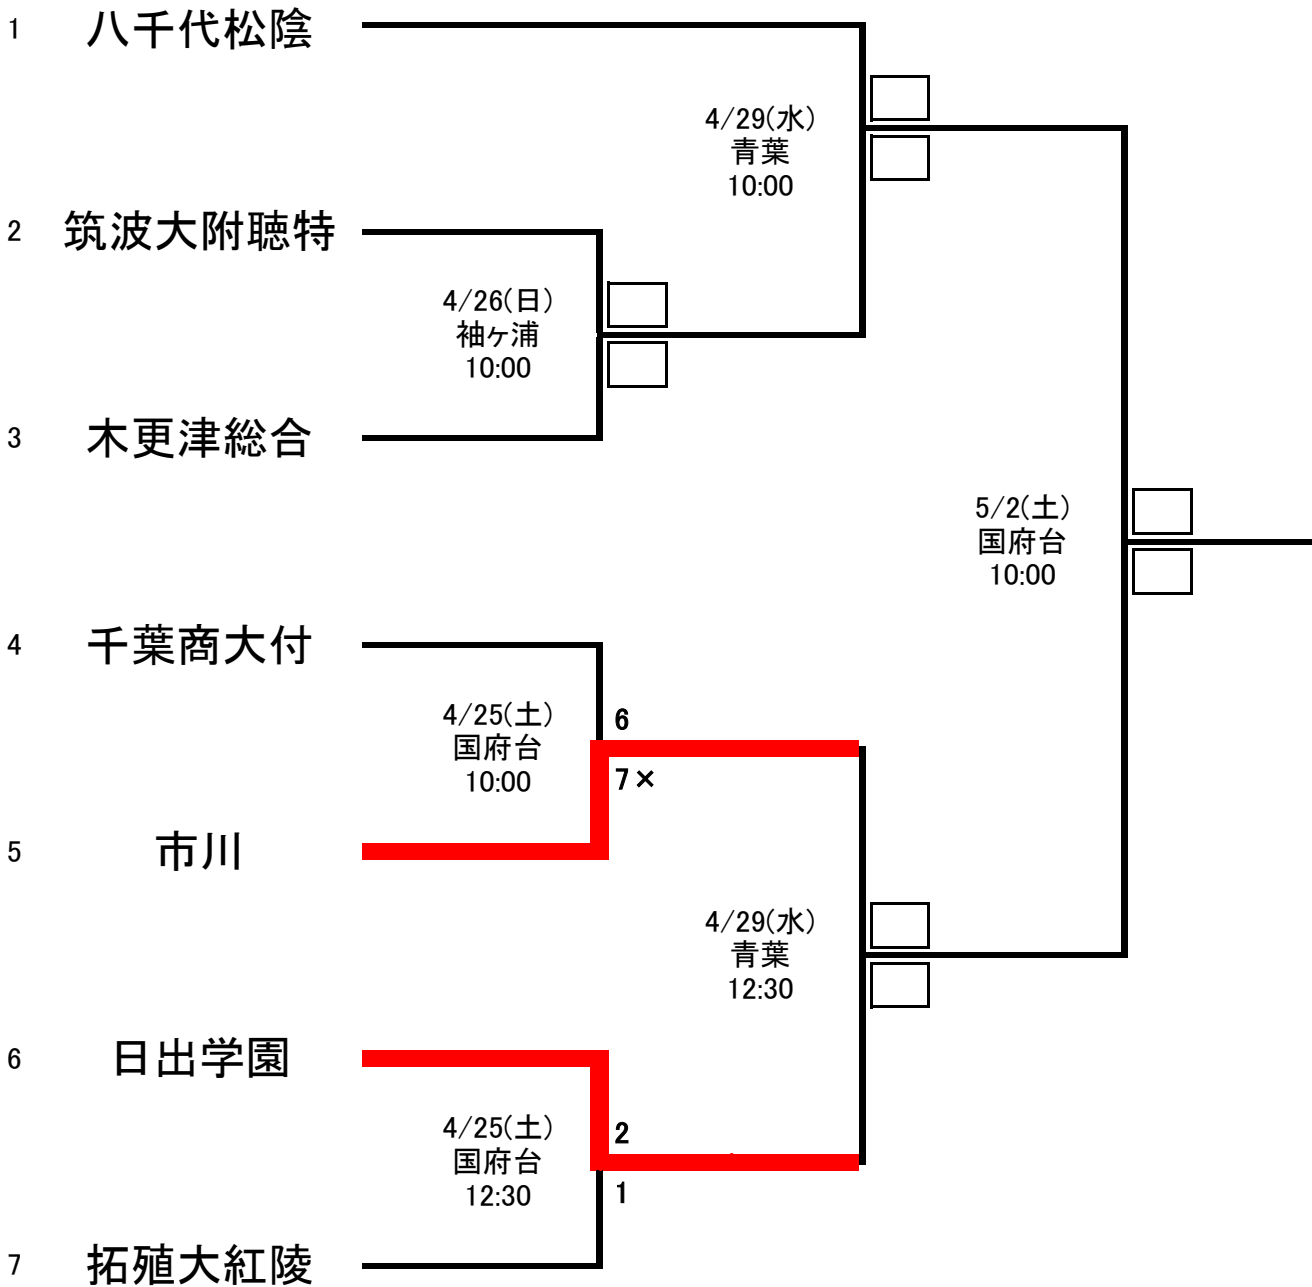 1 八千代松陰
4/29(水)
青葉
10:00
2 筑波大附聴特
4/26(日)
袖ヶ浦
10:00
3 木更津総合
5/2(土)
国府台
10:00
4 千葉商大付
4/25(土)
国府台
10:00
6
7×
5 市川
4/29(水)
青葉
12:30
6 日出学園
4/25(土)
国府台
12:30
2
1
7 拓殖大紅陵